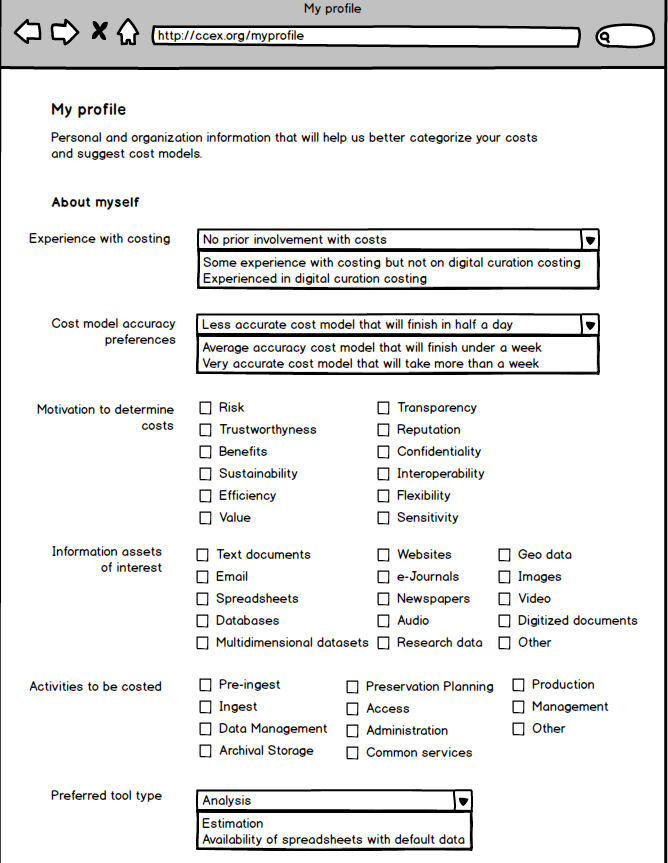 My profile
http://ccex.org/myprofile
My profile
Personal and organization information that will help us better categorize your costs
and suggest cost models.
About myself
Experience with costing
No prior involvement with costs
Some experience with costing but not on digital curation costing
Experienced in digital curation costing
Cost model accuracy
preferences
Less accurate cost model that will finish in half a day
Average accuracy cost model that will finish under a week
Very accurate cost model that will take more than a week
Motivation to determine
costs
Risk
Trustworthyness
Benefits
Sustainability
Efficiency
Value
Transparency
Reputation
Confidentiality
Interoperability
Flexibility
Sensitivity
Information assets
of interest
Text documents
Email
Spreadsheets
Databases
Multidimensional datasets
Websites
e-Journals
Newspapers
Audio
Research data
Geo data
Images
Video
Digitized documents
Other
Activities to be costed
Pre-ingest
Ingest
Data Management
Archival Storage
Preservation Planning
Access
Administration
Common services
Production
Management
Other
Preferred tool type
Analysis
Estimation
Availability of spreadsheets with default data